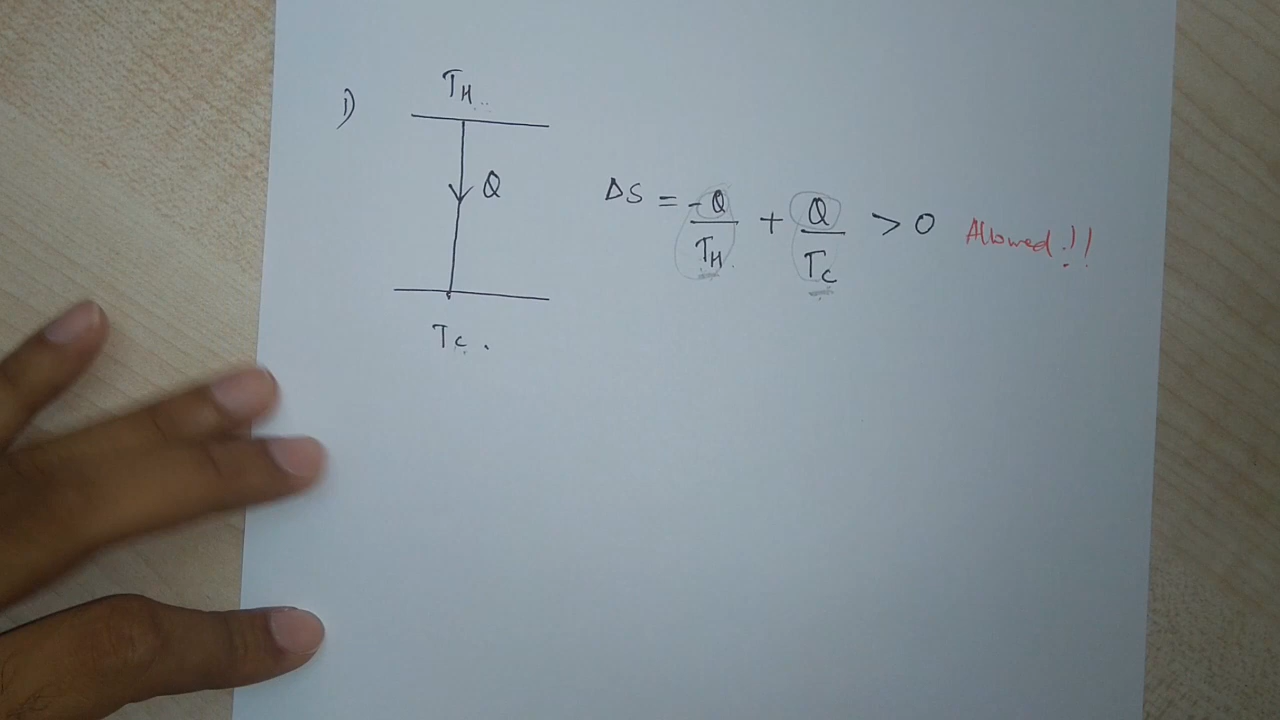 1)
T_H
Q
T_C
ΔS = -Q/T_H + Q/T_C > 0 Allowed!!